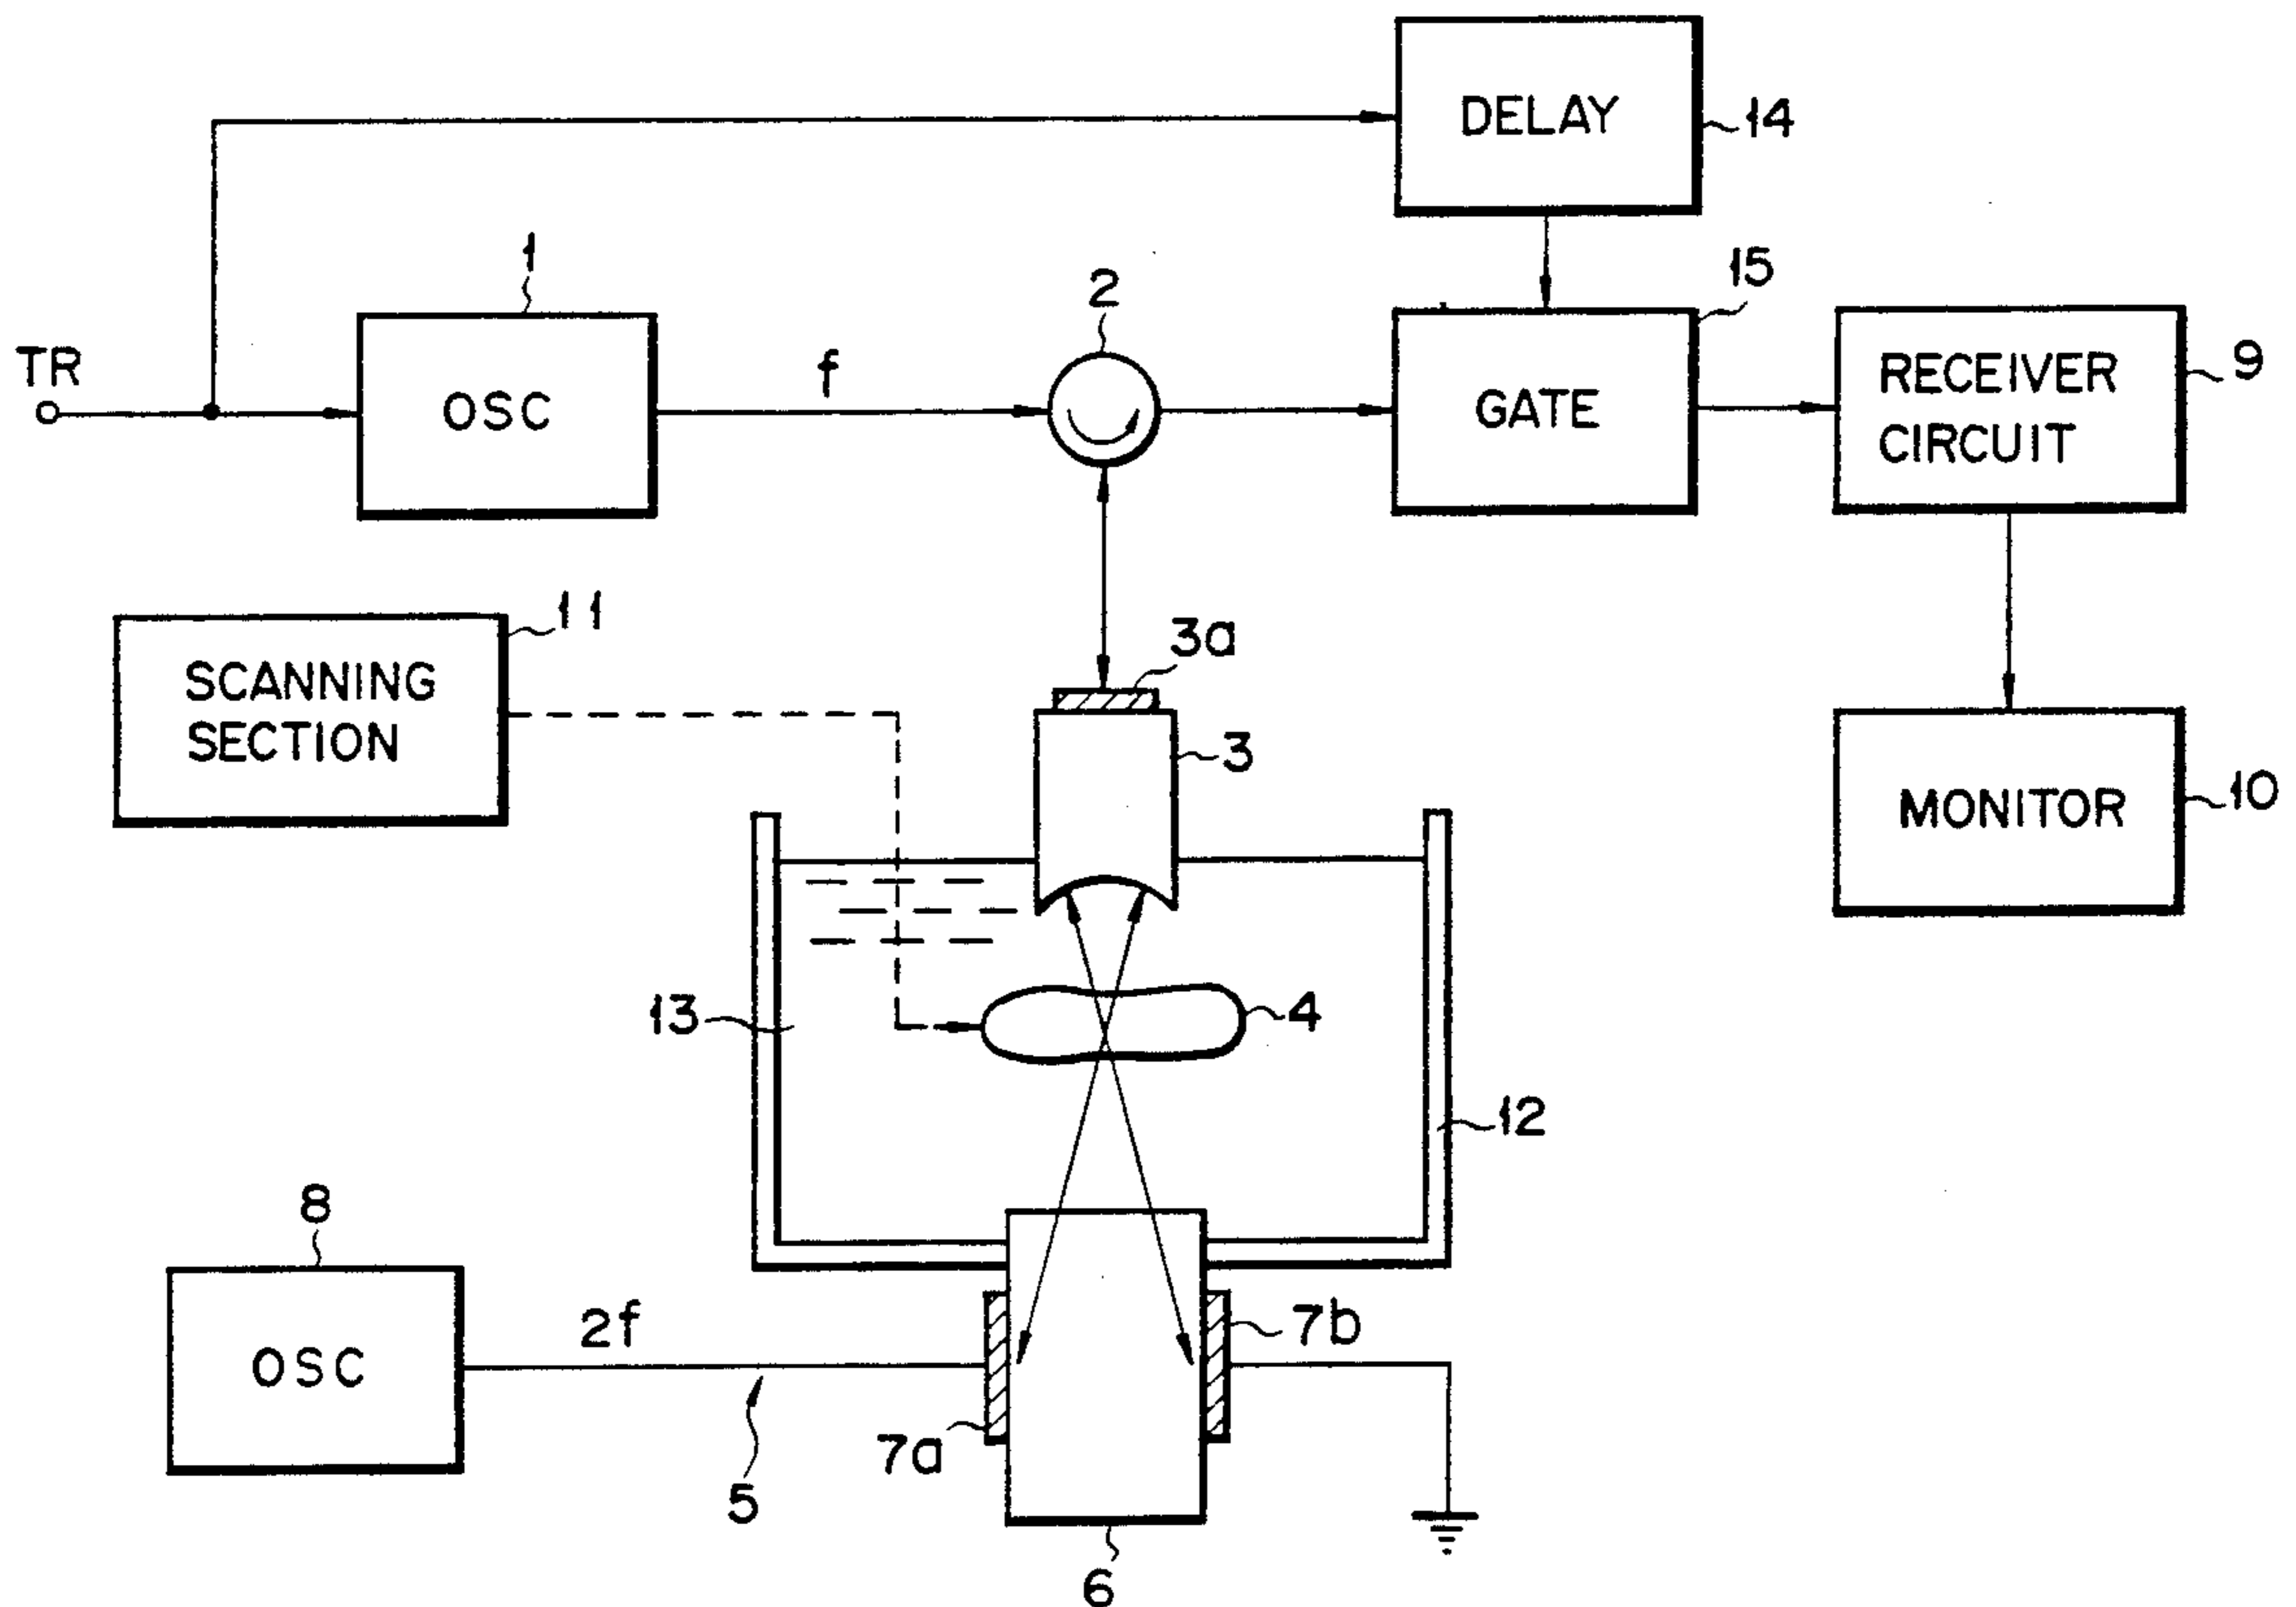 DELAY
14
1
2
15
TR
OSC
f
GATE
RECEIVER
CIRCUIT
9
11
SCANNING
SECTION
3a
3
MONITOR
10
13
4
12
8
OSC
2f
7b
7a
5
6